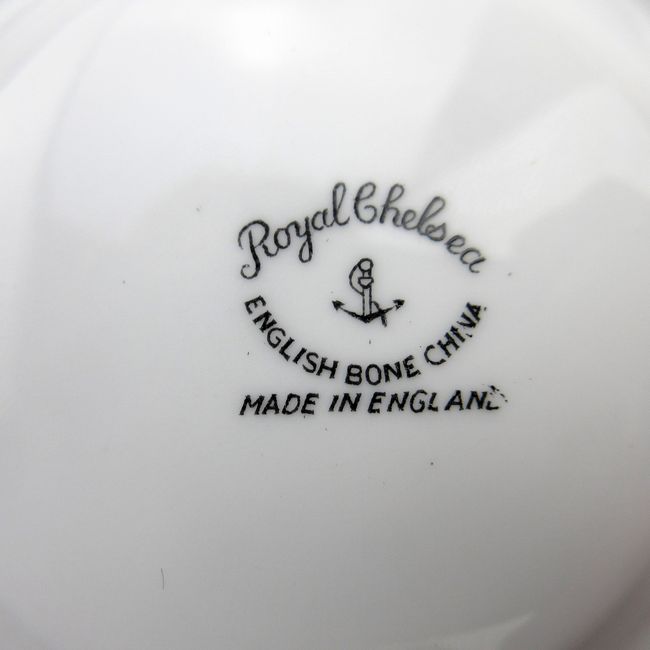 Royal Chelsea
ENGLISH BONE CHINA
MADE IN ENGLAND